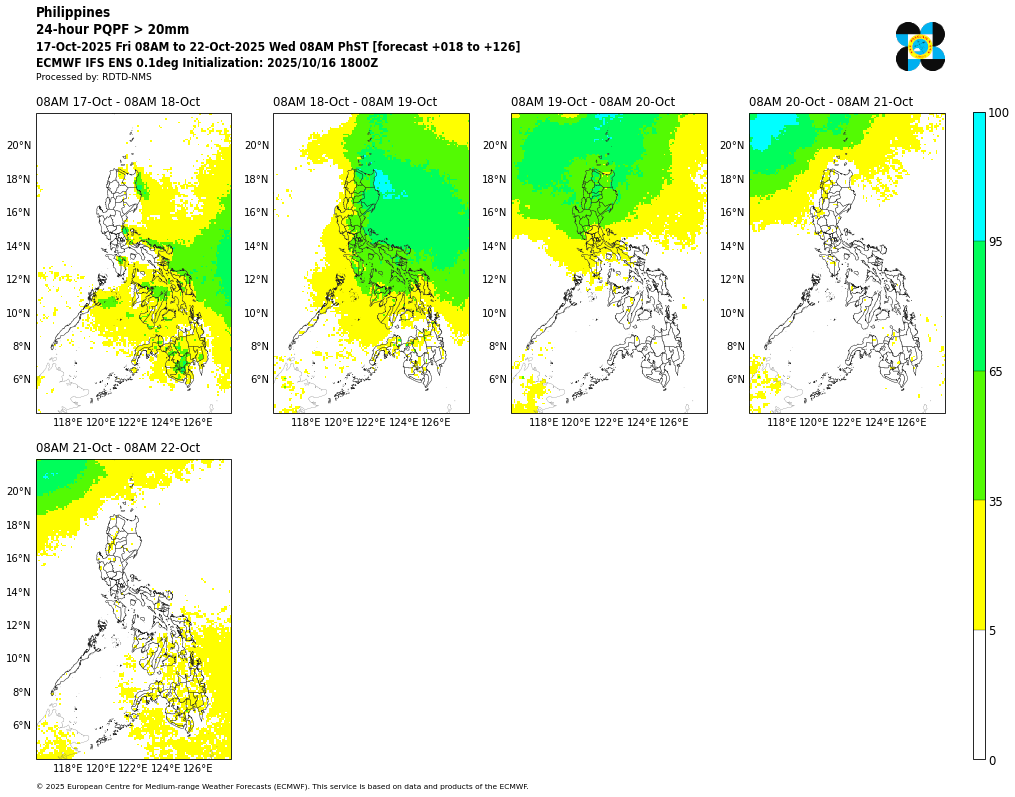 Philippines
24-hour PQPF > 20mm
17-Oct-2025 Fri 08AM to 22-Oct-2025 Wed 08AM PhST [forecast +018 to +126]
ECMWF IFS ENS 0.1deg Initialization: 2025/10/16 1800Z
Processed by: RDTD-NMS
08AM 17-Oct - 08AM 18-Oct
08AM 18-Oct - 08AM 19-Oct
08AM 19-Oct - 08AM 20-Oct
08AM 20-Oct - 08AM 21-Oct
20°N 20°N 20°N 20°N
18°N 18°N 18°N 18°N
16°N 16°N 16°N 16°N
14°N 14°N 14°N 14°N
12°N 12°N 12°N 12°N
10°N 10°N 10°N 10°N
8°N 8°N 8°N 8°N
6°N 6°N 6°N 6°N
118°E 120°E 122°E 124°E 126°E
118°E 120°E 122°E 124°E 126°E
118°E 120°E 122°E 124°E 126°E
118°E 120°E 122°E 124°E 126°E
08AM 21-Oct - 08AM 22-Oct
20°N
18°N
16°N
14°N
12°N
10°N
8°N
6°N
118°E 120°E 122°E 124°E 126°E
100
95
65
35
5
0
© 2025 European Centre for Medium-range Weather Forecasts (ECMWF). This service is based on data and products of the ECMWF.